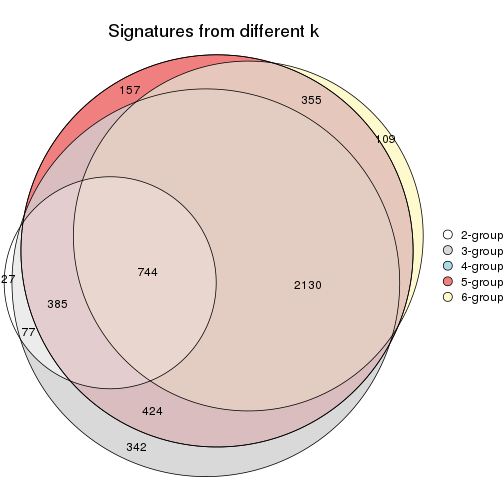 Signatures from different k
157
355
109
744
2130
27
385
77
424
342
2-group
3-group
4-group
5-group
6-group